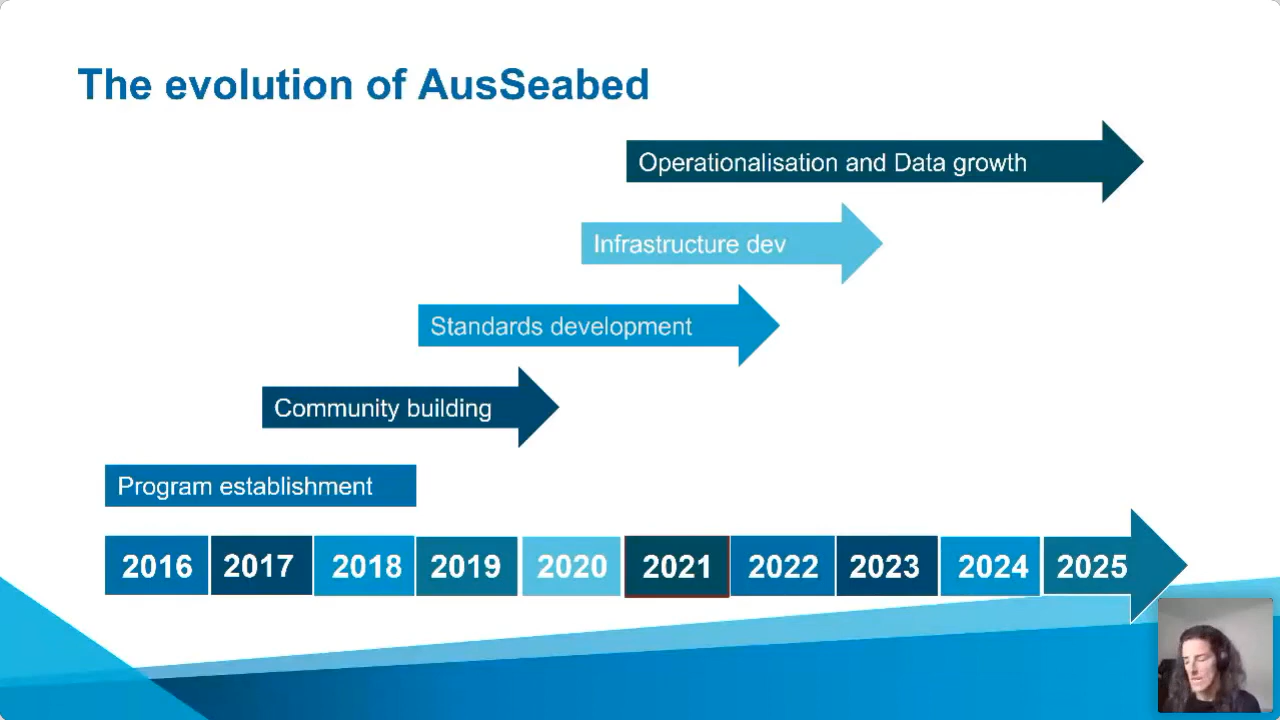 The evolution of AusSeabed
Operationalisation and Data growth
Infrastructure dev
Standards development
Community building
Program establishment
2016 2017 2018 2019 2020 2021 2022 2023 2024 2025